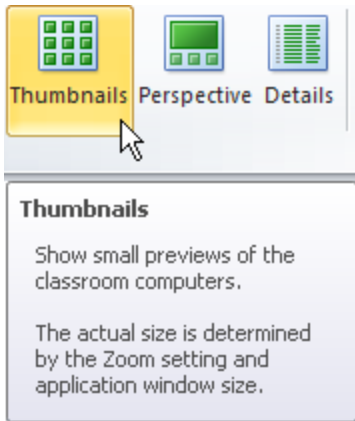 Thumbnails Perspective Details
Thumbnails
Show small previews of the
classroom computers.
The actual size is determined
by the Zoom setting and
application window size.